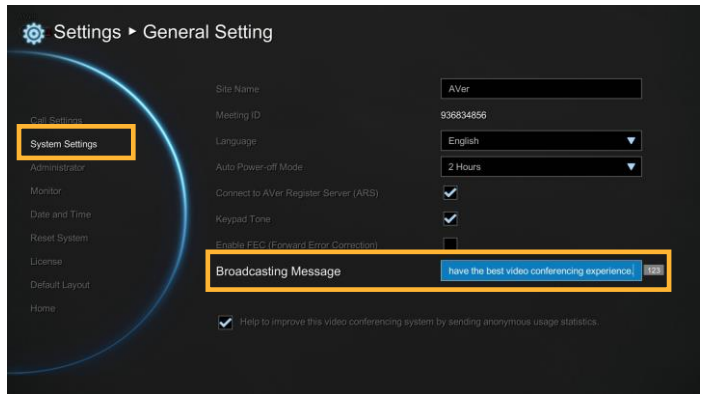 Settings ▸ General Setting
Site Name AVer
Meeting ID 936834856
Language English
Auto Power-off Mode 2 Hours
Connect to AVer Register Server (ARS)
Keypad Tone
Enable FEC (Forward Error Correction)
Broadcasting Message have the best video conferencing experience. 123
Help to improve this video conferencing system by sending anonymous usage statistics.
Call Settings
System Settings
Administrator
Monitor
Date and Time
Reset System
License
Default Layout
Home